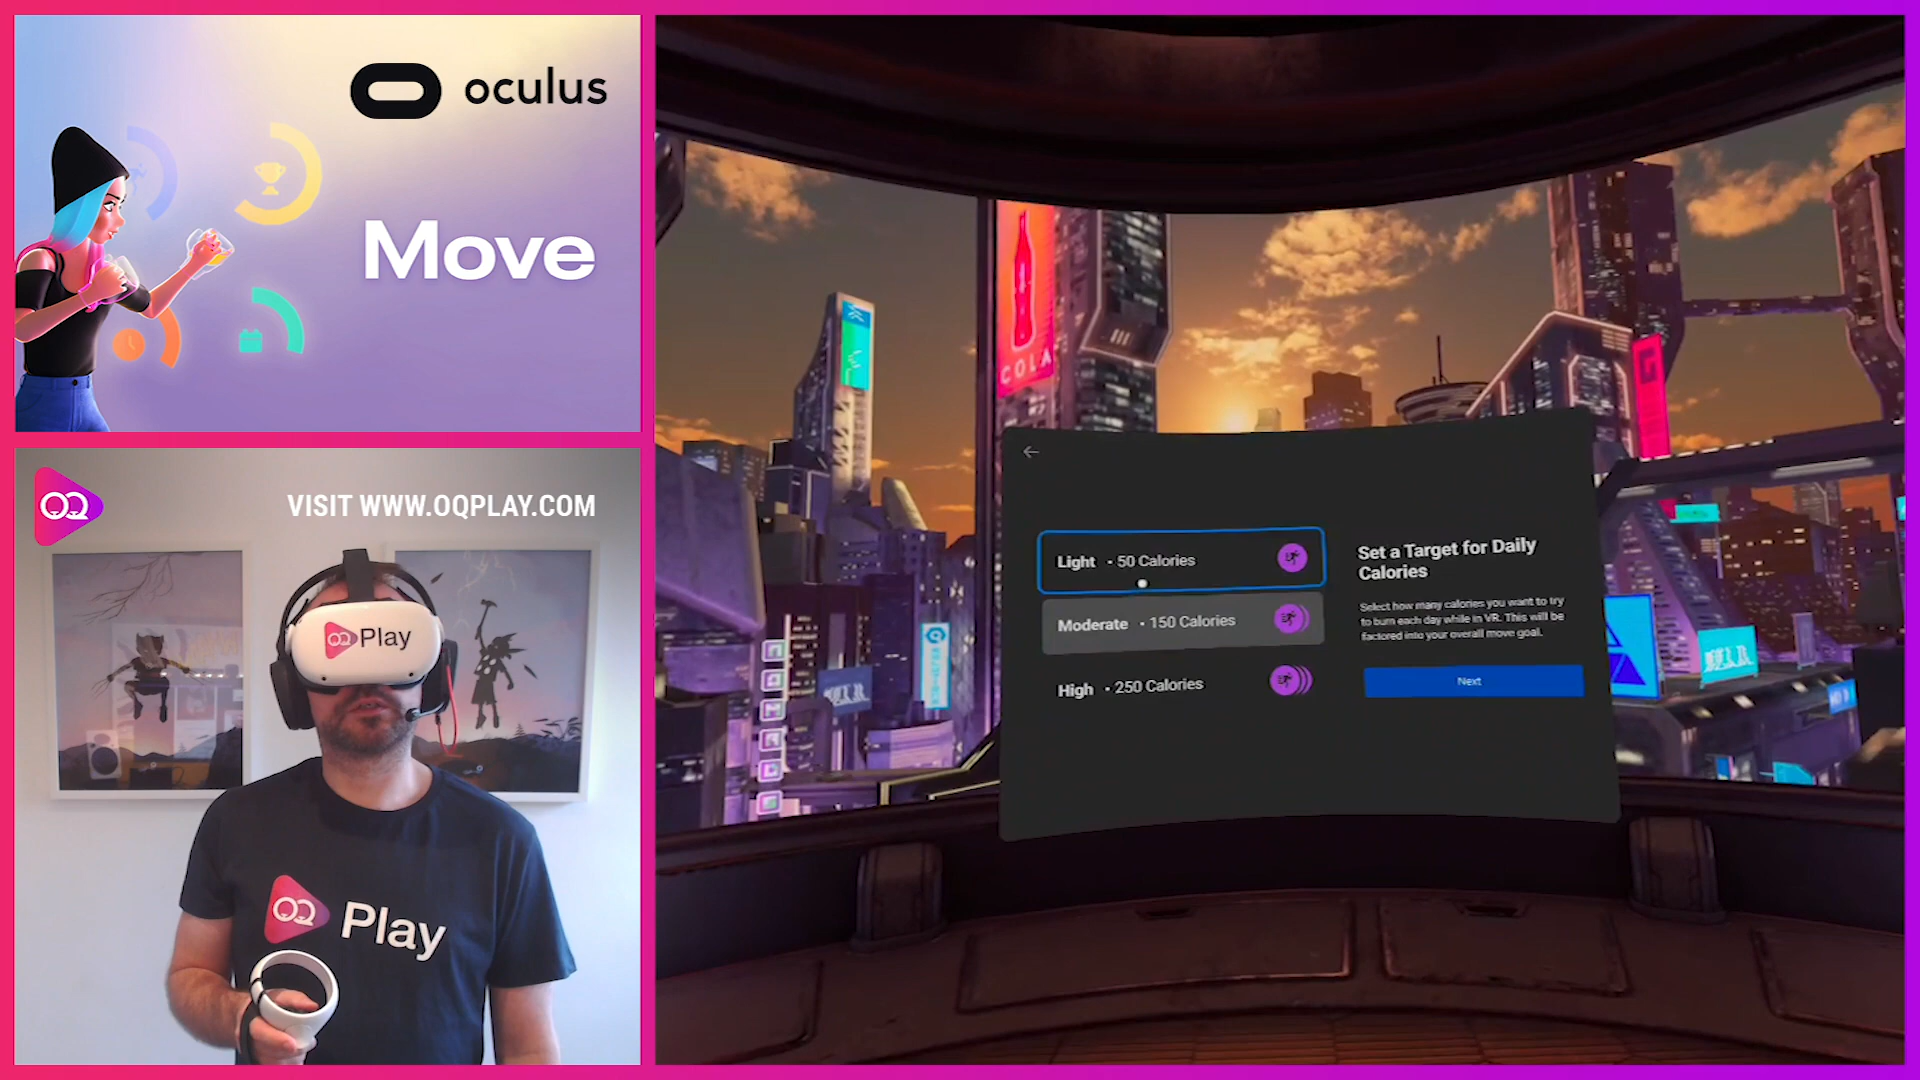 oculus
Move
VISIT WWW.OQPLAY.COM
OQ
OQ Play
OQ Play
COLA
Light • 50 Calories
Moderate • 150 Calories
High • 250 Calories
Set a Target for Daily
Calories
Select how many calories you want to try
to burn each day while in VR. This will be
factored into your overall move goal.
Next